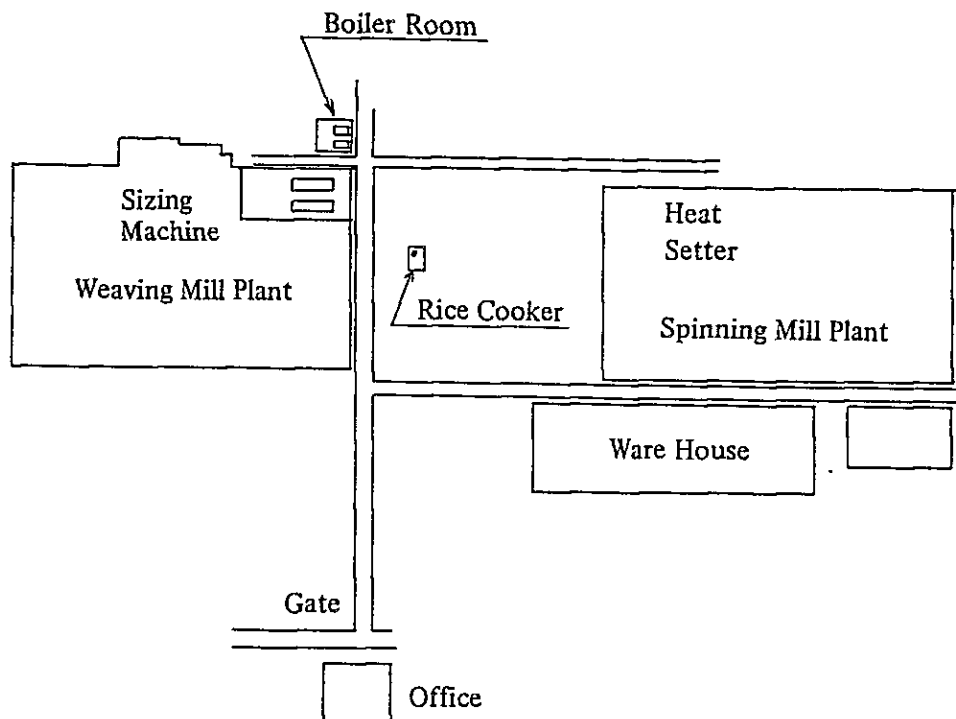 Boiler Room
Sizing
Machine
Weaving Mill Plant
Rice Cooker
Heat
Setter
Spinning Mill Plant
Ware House
Gate
Office